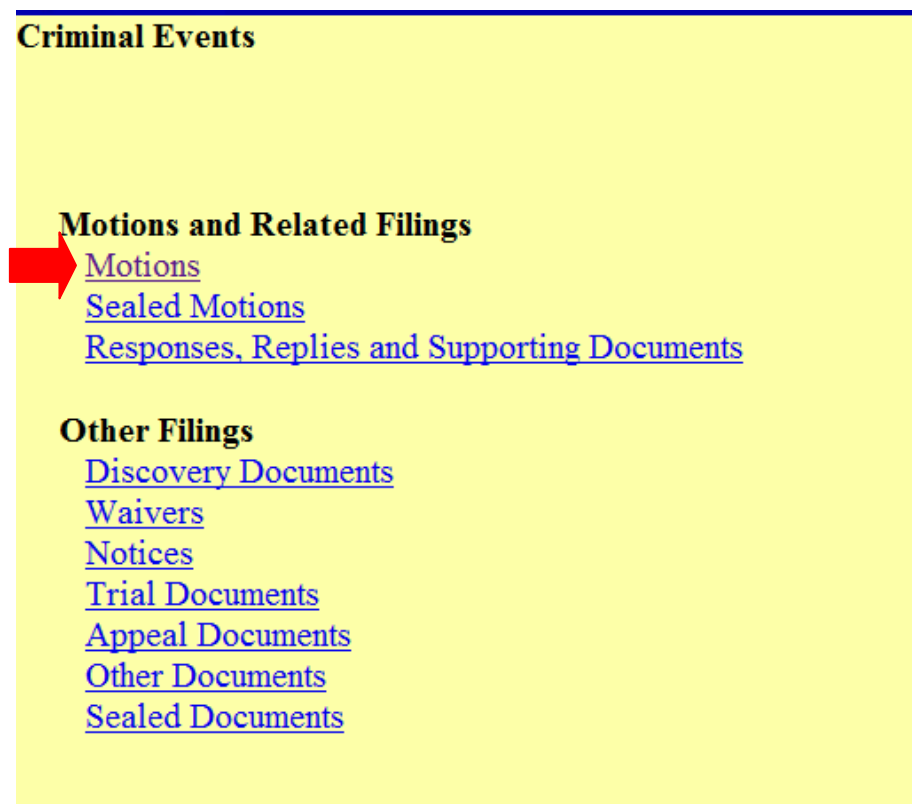 Criminal Events
Motions and Related Filings
Motions
Sealed Motions
Responses, Replies and Supporting Documents
Other Filings
Discovery Documents
Waivers
Notices
Trial Documents
Appeal Documents
Other Documents
Sealed Documents